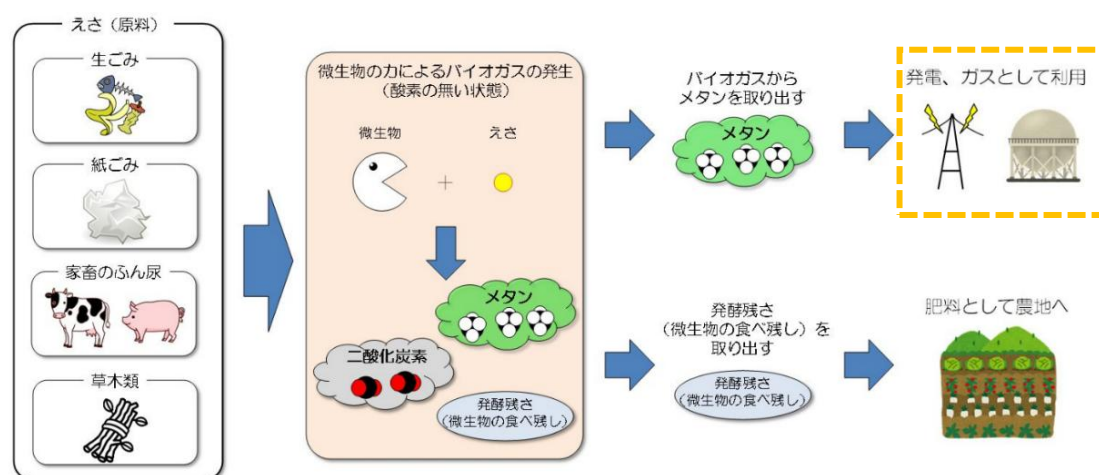 えさ（原料）
生ごみ
紙ごみ
家畜のふん尿
草木類
微生物の力によるバイオガスの発生
（酸素の無い状態）
微生物
えさ
+
メタン
二酸化炭素
発酵残さ
（微生物の食べ残し）
バイオガスから
メタンを取り出す
メタン
発電、ガスとして利用
発酵残さ
（微生物の食べ残し）を
取り出す
発酵残さ
（微生物の食べ残し）
肥料として農地へ